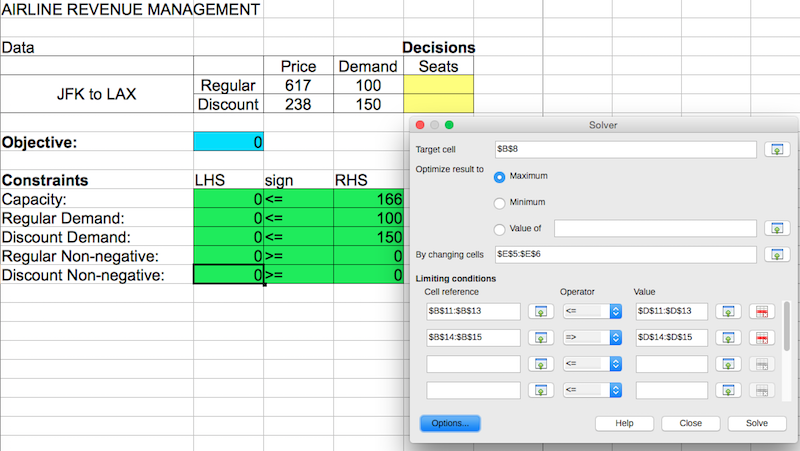 AIRLINE REVENUE MANAGEMENT
Data Decisions
Price Demand Seats
JFK to LAX Regular 617 100
Discount 238 150
Objective: 0
Constraints LHS sign RHS
Capacity: 0 <= 166
Regular Demand: 0 <= 100
Discount Demand: 0 <= 150
Regular Non-negative: 0 >= 0
Discount Non-negative: 0 >= 0
Solver
Target cell $B$8
Optimize result to Maximum
Minimum
Value of
By changing cells $E$5:$E$6
Limiting conditions
Cell reference Operator Value
$B$11:$B$13 <= $D$11:$D$13
$B$14:$B$15 => $D$14:$D$15
<=
<=
Options... Help Close Solve